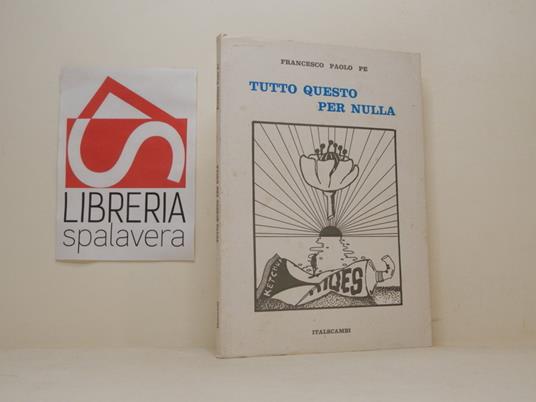 LIBRERIA
spalavera
FRANCESCO PAOLO PE
TUTTO QUESTO
PER NULLA
KETCHUP
ITALSCAMBI